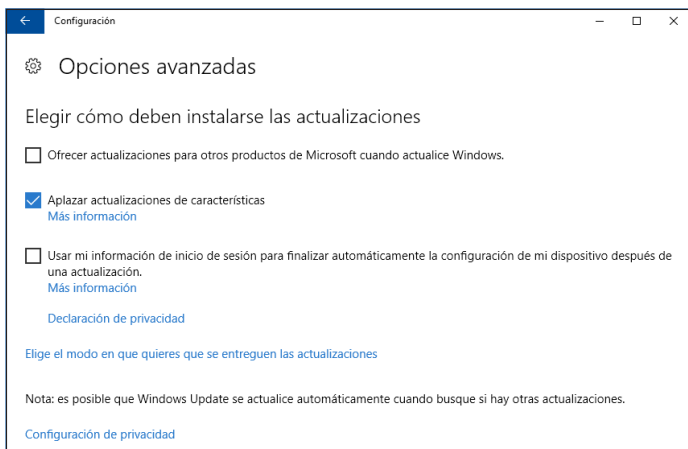 Configuración
Opciones avanzadas
Elegir cómo deben instalarse las actualizaciones
Ofrecer actualizaciones para otros productos de Microsoft cuando actualice Windows.
Aplazar actualizaciones de características
Más información
Usar mi información de inicio de sesión para finalizar automáticamente la configuración de mi dispositivo después de
una actualización.
Más información
Declaración de privacidad
Elige el modo en que quieres que se entreguen las actualizaciones
Nota: es posible que Windows Update se actualice automáticamente cuando busque si hay otras actualizaciones.
Configuración de privacidad